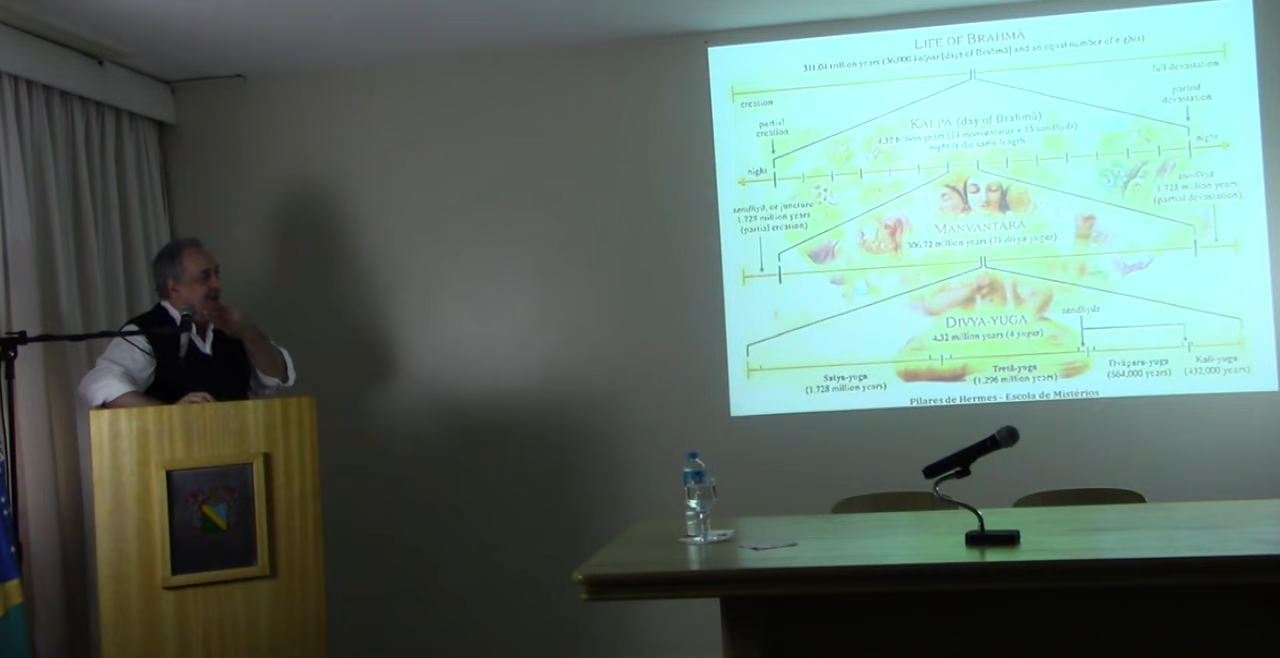 LIFE OF BRAHMĀ
311.04 trillion years (36,000 kalpas [days of Brahmā] and an equal number of nights)
creation
full devastation
partial
creation
partial
devastation
KALPA (day of Brahmā)
4.32 billion years (14 manvantaras + 15 sandhyās)
night is the same length
night
night
sandhyā, or juncture
1.728 million years
(partial creation)
sandhyā
1.728 million years
(partial devastation)
MANVANTARA
306.72 million years (71 divya-yugas)
DIVYA-YUGA
4.32 million years (4 yugas)
sandhyās
Satya-yuga
(1.728 million years)
Tretā-yuga
(1.296 million years)
Dvāpara-yuga
(864,000 years)
Kali-yuga
(432,000 years)
Pilares de Hermes - Escola de Mistérios